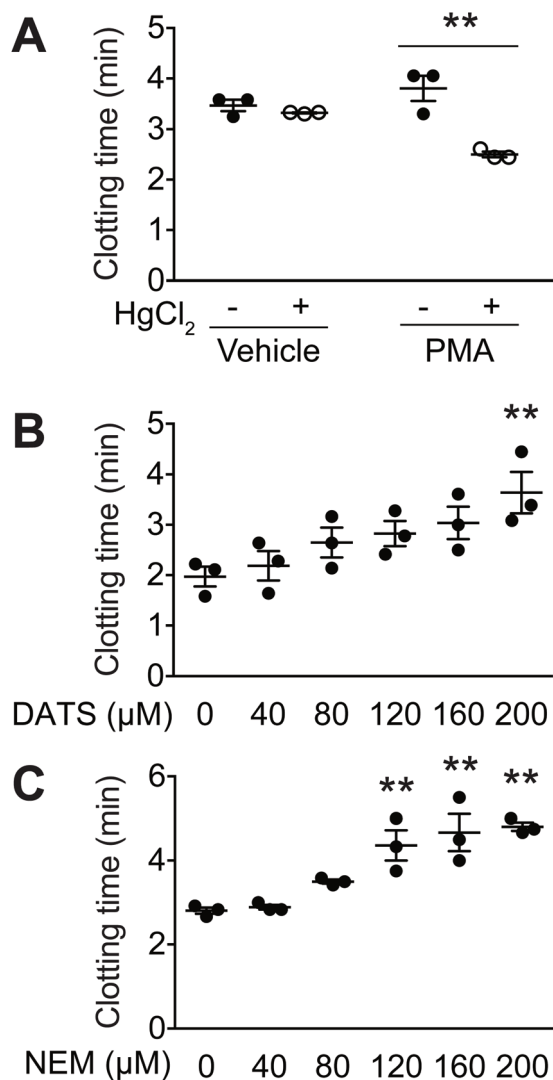 A
Clotting time (min)
5
4
3
2
1
0
**
HgCl₂ - + - +
Vehicle PMA
B
Clotting time (min)
5
4
3
2
1
0
**
DATS (µM) 0 40 80 120 160 200
C
Clotting time (min)
6
4
2
0
** ** **
NEM (µM) 0 40 80 120 160 200